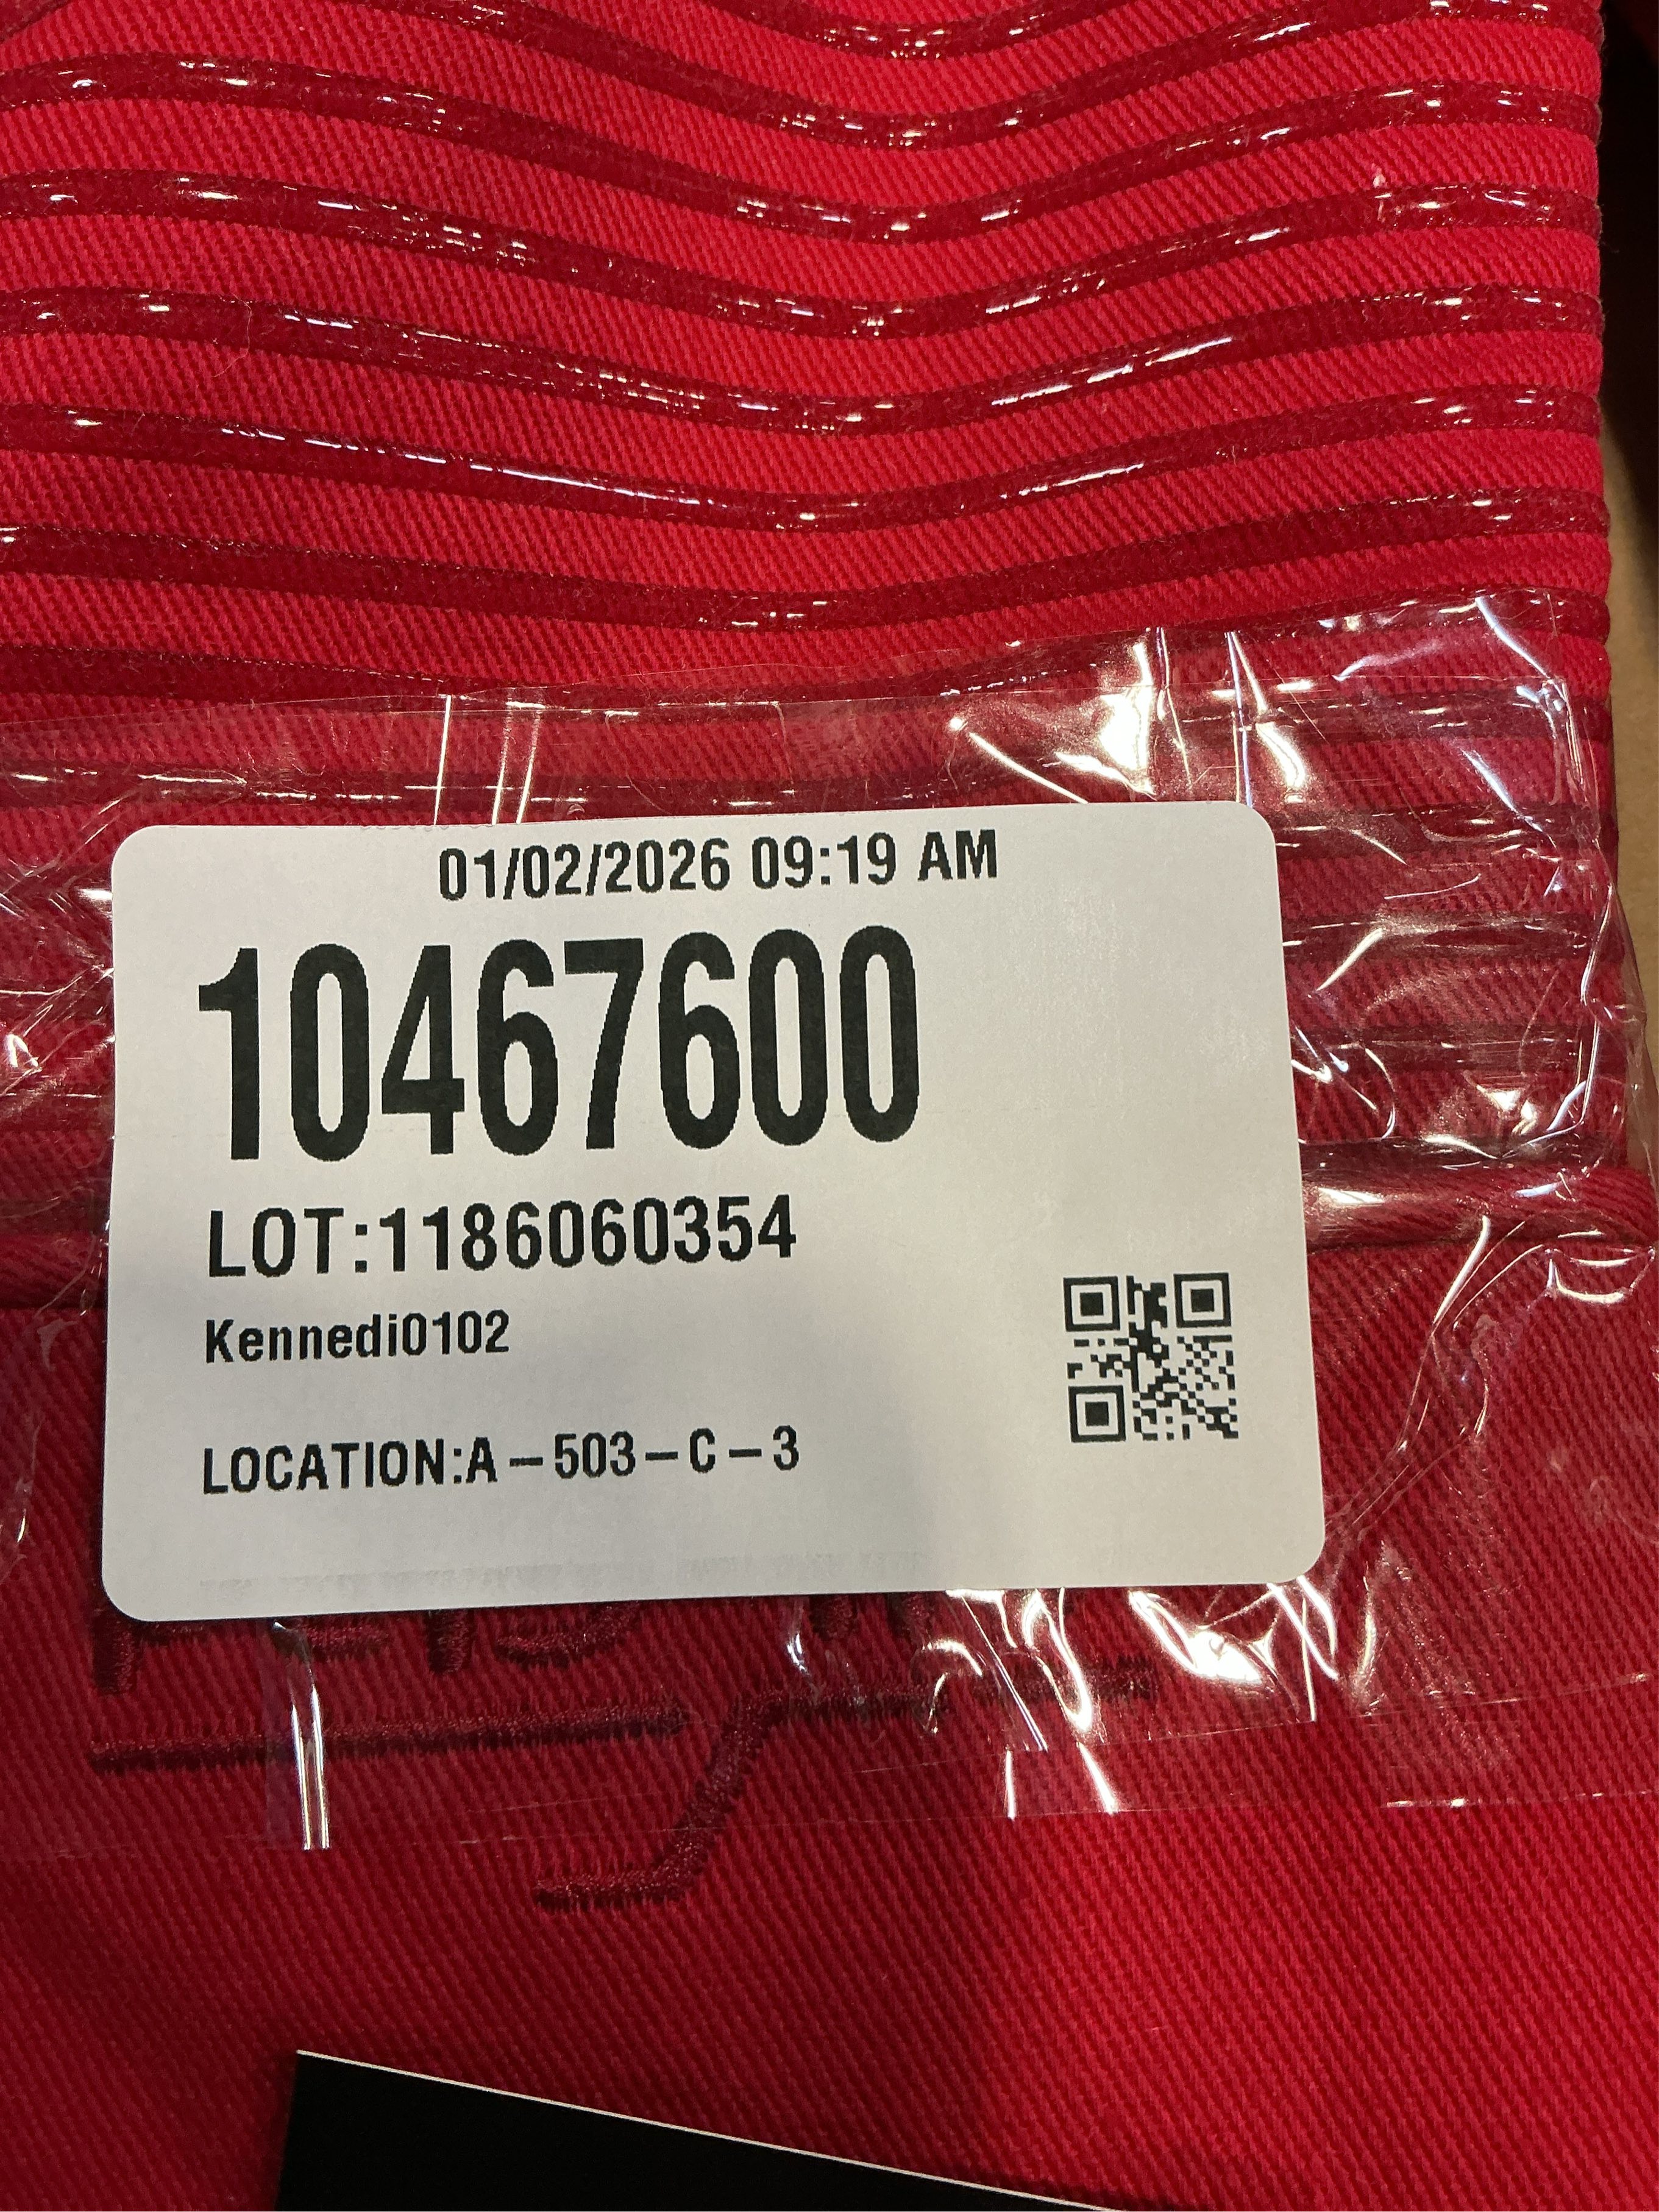 01/02/2026 09:19 AM
10467600
LOT:1186060354
Kennedi0102
LOCATION:A-503-C-3